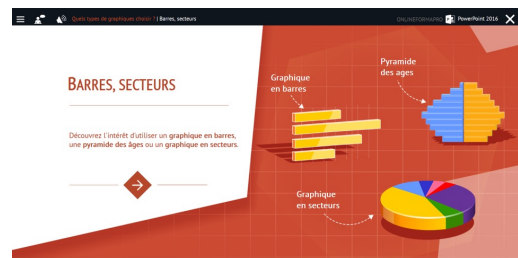 Quels types de graphiques choisir ? | Barres, secteurs
ONLINEFORMAPRO PowerPoint 2016
BARRES, SECTEURS
Découvrez l'intérêt d'utiliser un graphique en barres,
une pyramide des âges ou un graphique en secteurs.
Graphique
en barres
Pyramide
des ages
Graphique
en secteurs